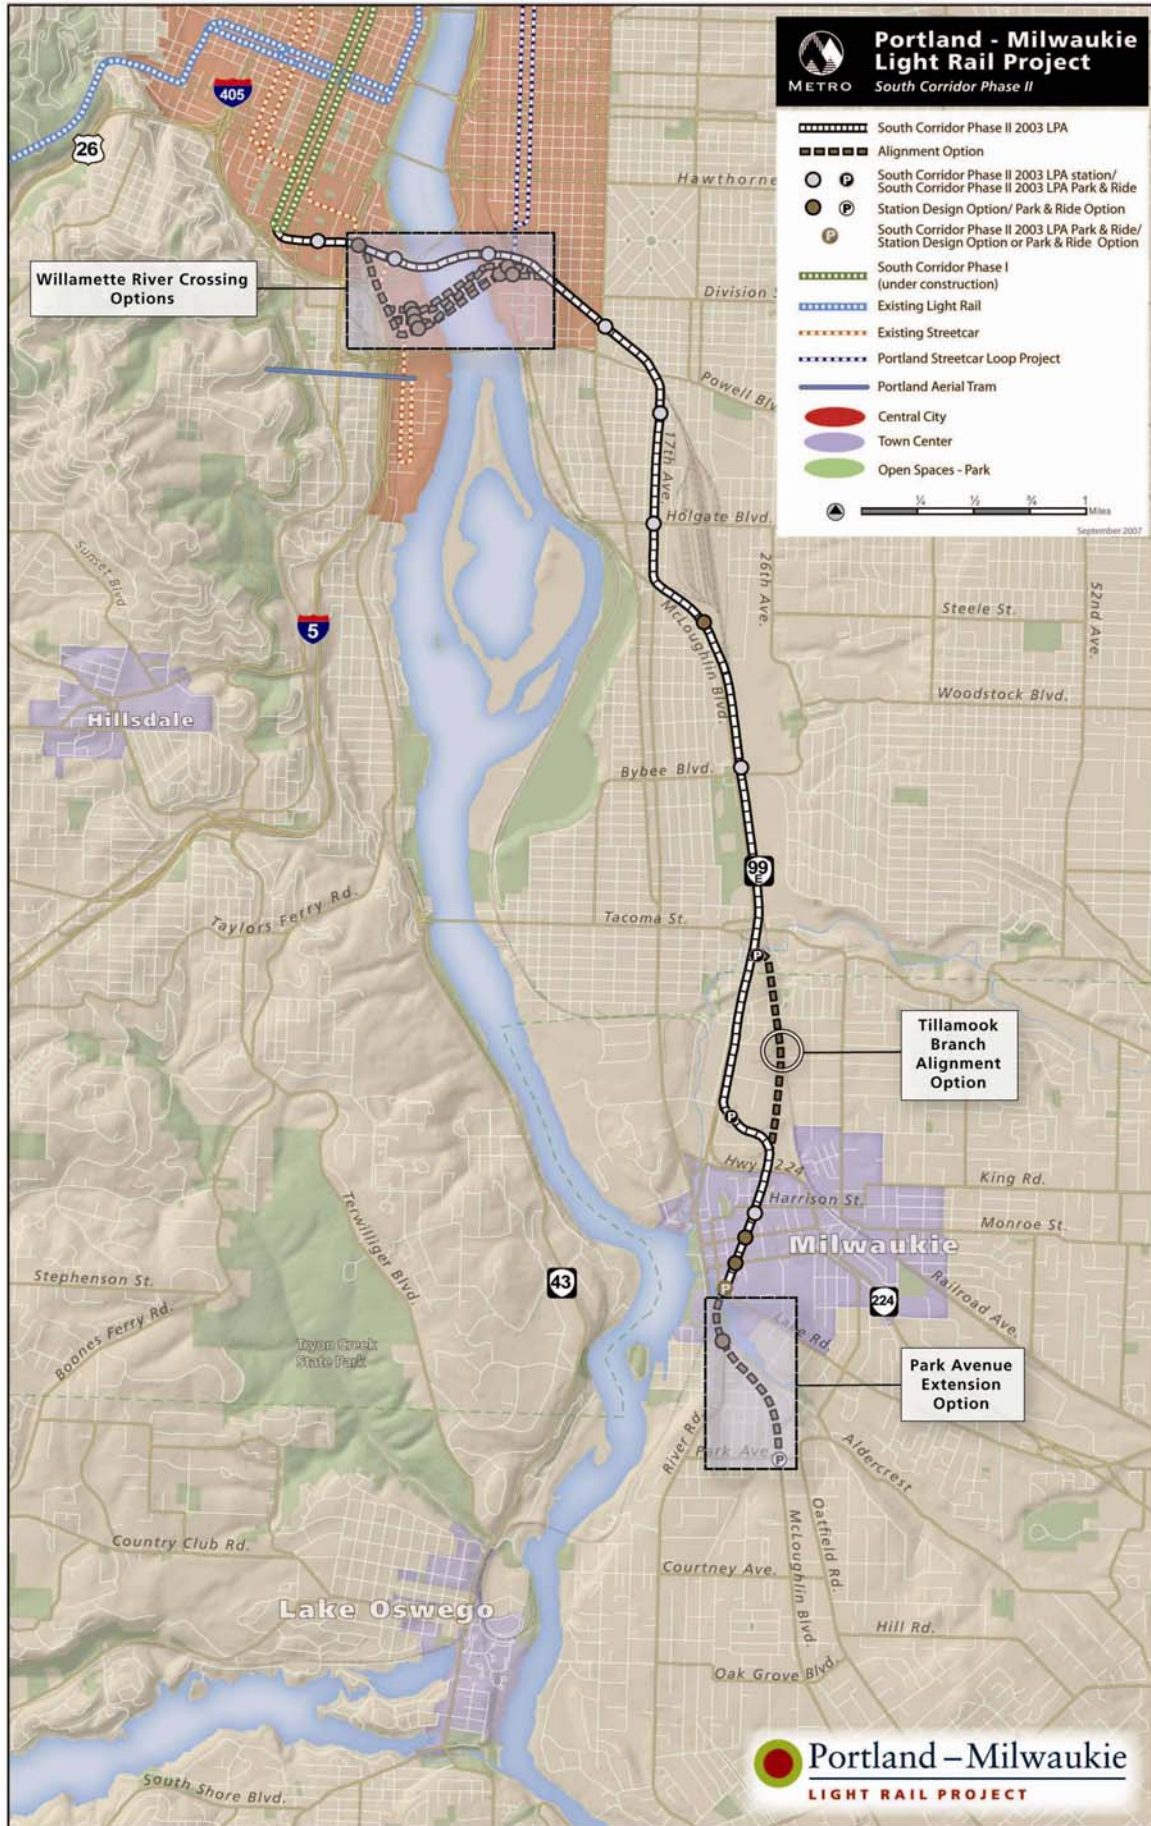 Portland - Milwaukie
Light Rail Project
METRO
South Corridor Phase II
South Corridor Phase II 2003 LPA
Alignment Option
P
South Corridor Phase II 2003 LPA station/
South Corridor Phase II 2003 LPA Park & Ride
P
Station Design Option/ Park & Ride Option
P
South Corridor Phase II 2003 LPA Park & Ride/
Station Design Option or Park & Ride Option
South Corridor Phase I
(under construction)
Existing Light Rail
Existing Streetcar
Portland Streetcar Loop Project
Portland Aerial Tram
Central City
Town Center
Open Spaces - Park
¼ ½ ¾ 1
Miles
September 2007
405
26
Hawthorne
Willamette River Crossing
Options
Division S
Powell Blv
17th Ave.
Holgate Blvd.
26th Ave.
52nd Ave.
Sunset Blvd
5
McLoughlin Blvd.
Steele St.
Woodstock Blvd.
Hillsdale
Bybee Blvd.
99
E
Taylors Ferry Rd.
Tacoma St.
P
Tillamook
Branch
Alignment
Option
P
Hwy 224
King Rd.
Harrison St.
Monroe St.
Milwaukie
Terwilliger Blvd.
Stephenson St.
Boones Ferry Rd.
43
P
224
Railroad Ave.
Lake Rd.
Tryon Creek
State Park
Park Avenue
Extension
Option
River Rd.
Park Ave.
P
Aldercrest
Country Club Rd.
McLoughlin Blvd.
Oatfield Rd.
Courtney Ave.
Lake Oswego
Hill Rd.
Oak Grove Blvd.
South Shore Blvd.
Portland – Milwaukie
LIGHT RAIL PROJECT